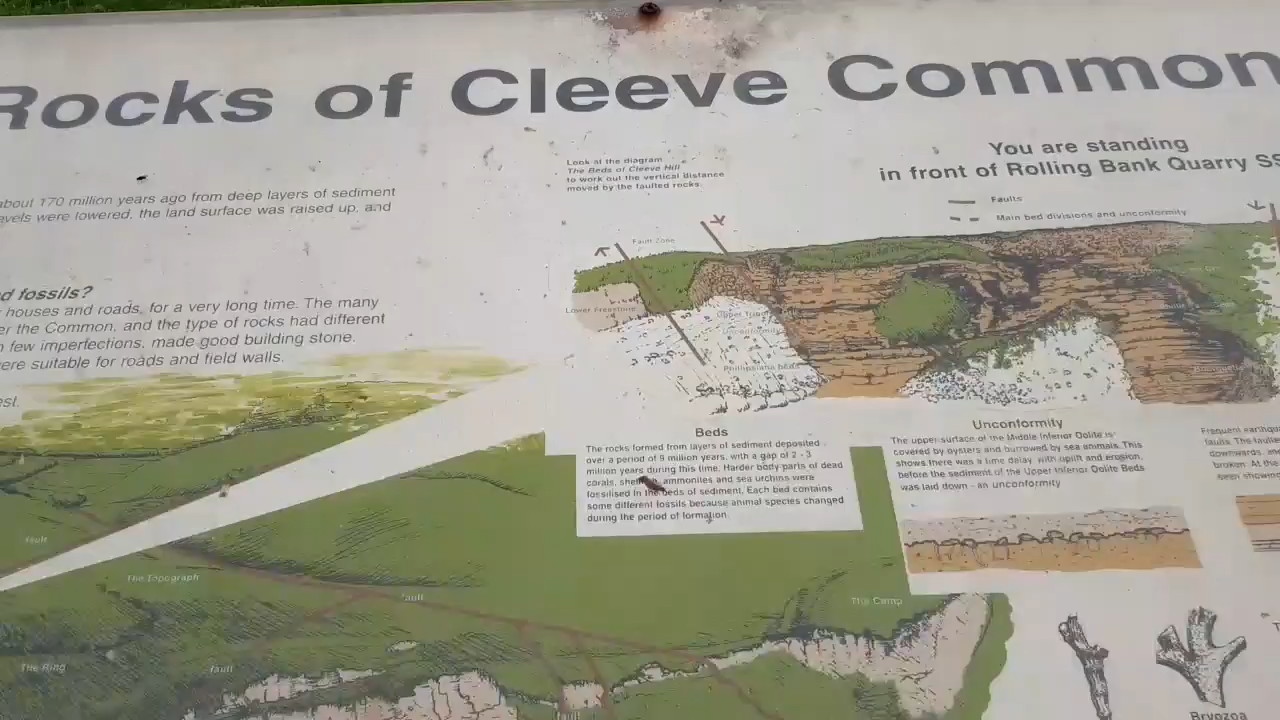 Rocks of Cleeve Common
about 170 million years ago from deep layers of sediment
levels were lowered, the land surface was raised up, and
d fossils?
houses and roads, for a very long time. The many
er the Common, and the type of rocks had different
few imperfections, made good building stone.
ere suitable for roads and field walls.
est.
Look at the diagram
The Beds of Cleeve Hill
to work out the vertical distance
moved by the faulted rocks.
You are standing
in front of Rolling Bank Quarry SS
Faults
Main bed divisions and unconformity
Fault Zone
Lower Freestone
Upper
Unconformity
Phillipsiana Beds
Beds
The rocks formed from layers of sediment deposited
over a period of 9 million years, with a gap of 2 - 3
million years during this time. Harder body parts of dead
corals, ammonites and sea urchins were
fossilised in the beds of sediment. Each bed contains
some different fossils because animal species changed
during the period of formation.
Unconformity
The upper surface of the Middle Inferior Oolite is
covered by oysters and burrowed by sea animals. This
shows there was a time delay, with uplift and erosion,
before the sediment of the Upper Inferior Oolite Beds
was laid down - an unconformity
Frequent earthqu
faults. The faulte
downwards, an
broken. At the
been shown
fault
The Topograph
fault
The Camp
The Ring
fault
fault
Bryozoa